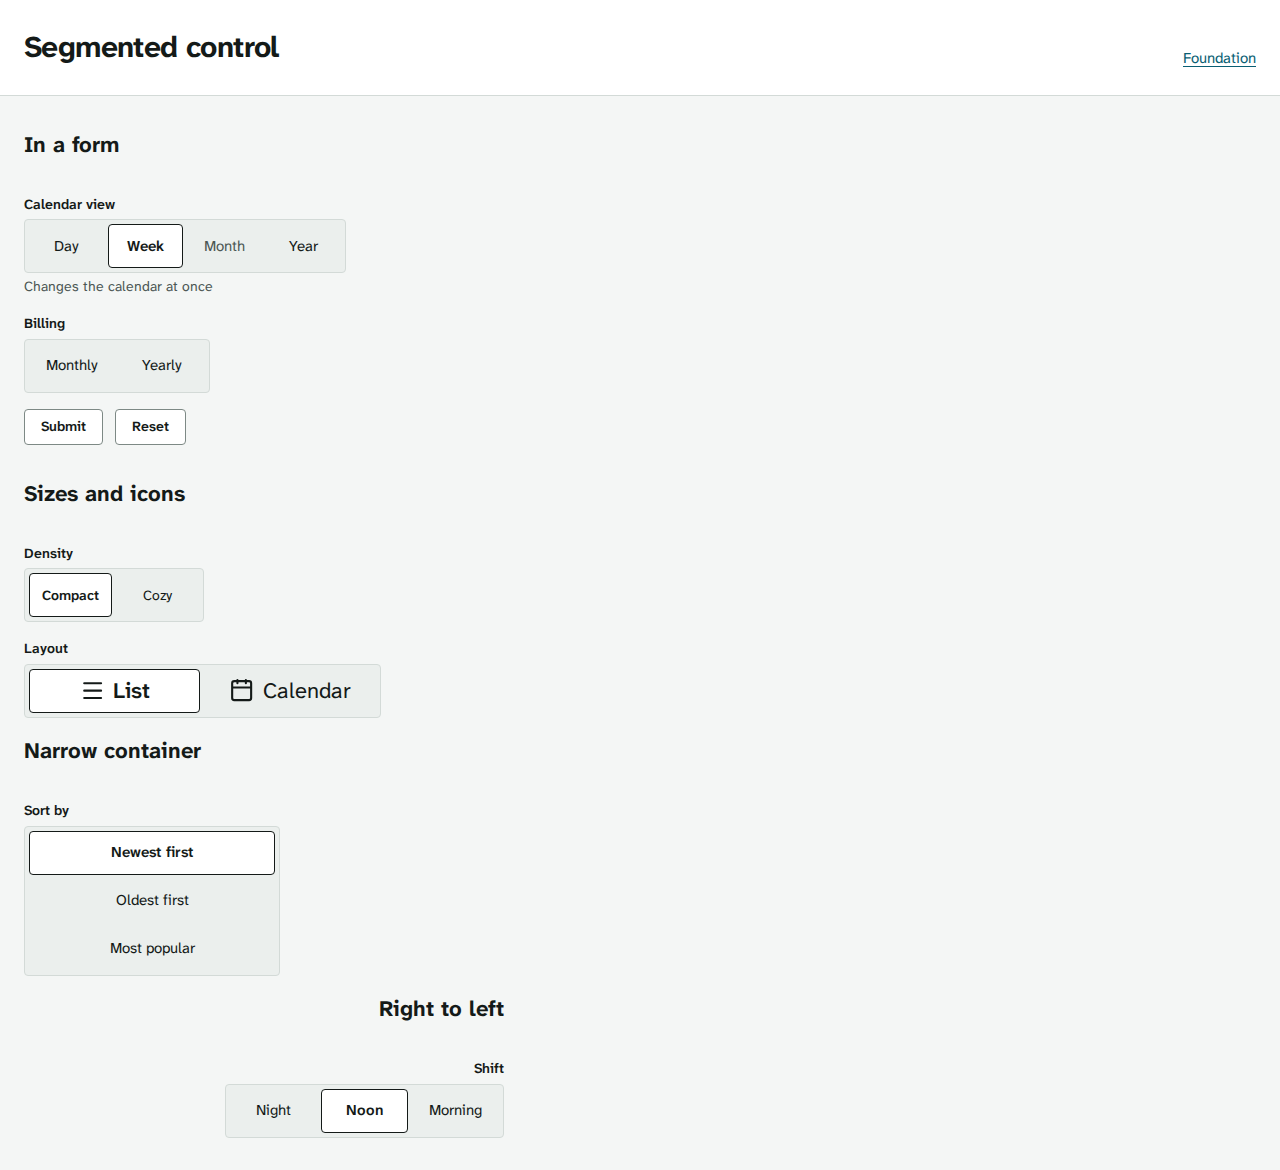 Segmented control
Foundation
In a form
Calendar view
Day Week Month Year
Changes the calendar at once
Billing
Monthly Yearly
Submit Reset
Sizes and icons
Density
Compact Cozy
Layout
List Calendar
Narrow container
Sort by
Newest first
Oldest first
Most popular
Right to left
Shift
Night Noon Morning